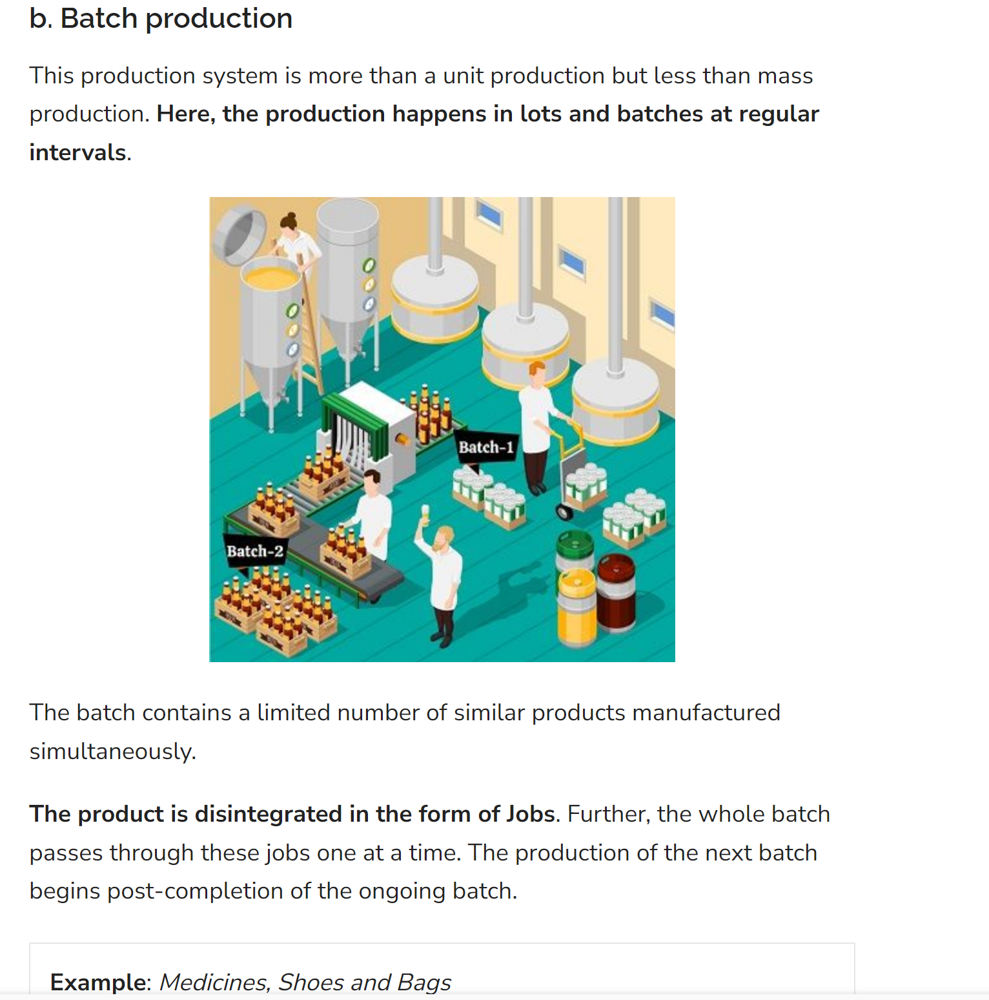 b. Batch production
This production system is more than a unit production but less than mass
production. Here, the production happens in lots and batches at regular
intervals.
Batch-1
Batch-2
The batch contains a limited number of similar products manufactured
simultaneously.
The product is disintegrated in the form of Jobs. Further, the whole batch
passes through these jobs one at a time. The production of the next batch
begins post-completion of the ongoing batch.
Example: Medicines, Shoes and Bags